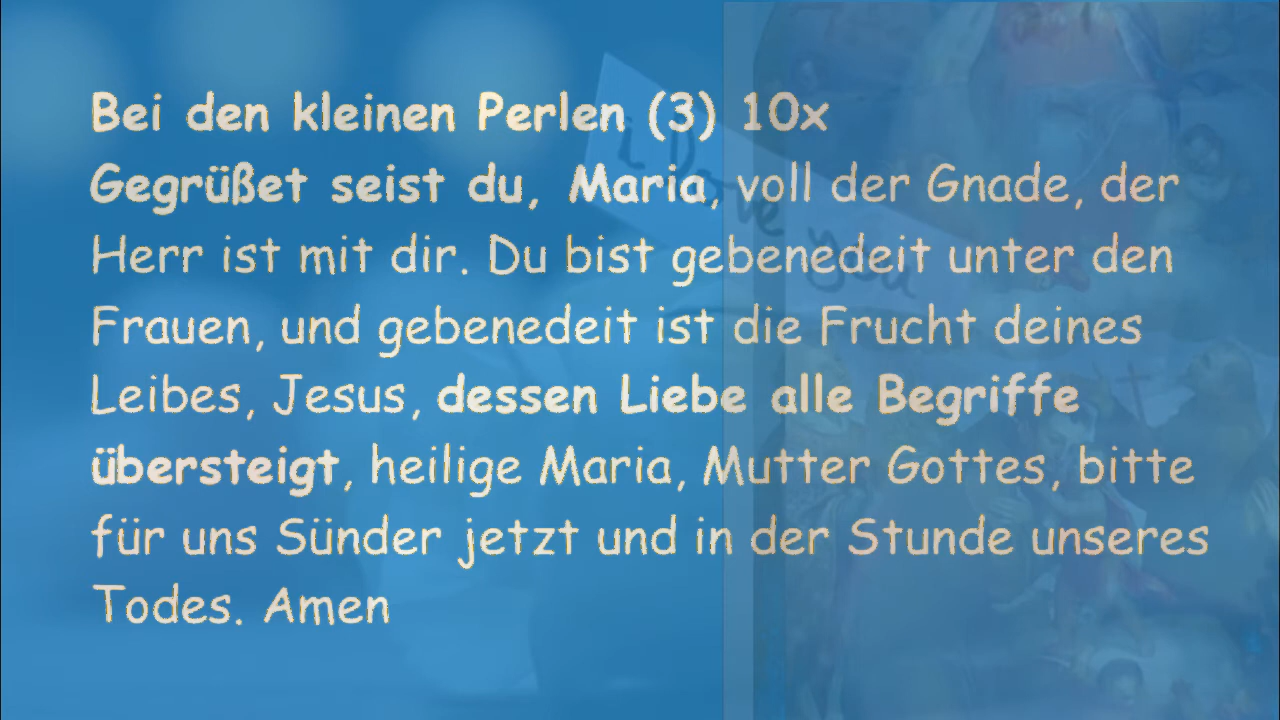 Bei den kleinen Perlen (3) 10x
Gegrüßet seist du, Maria, voll der Gnade, der
Herr ist mit dir. Du bist gebenedeit unter den
Frauen, und gebenedeit ist die Frucht deines
Leibes, Jesus, dessen Liebe alle Begriffe
übersteigt, heilige Maria, Mutter Gottes, bitte
für uns Sünder jetzt und in der Stunde unseres
Todes. Amen
i love you